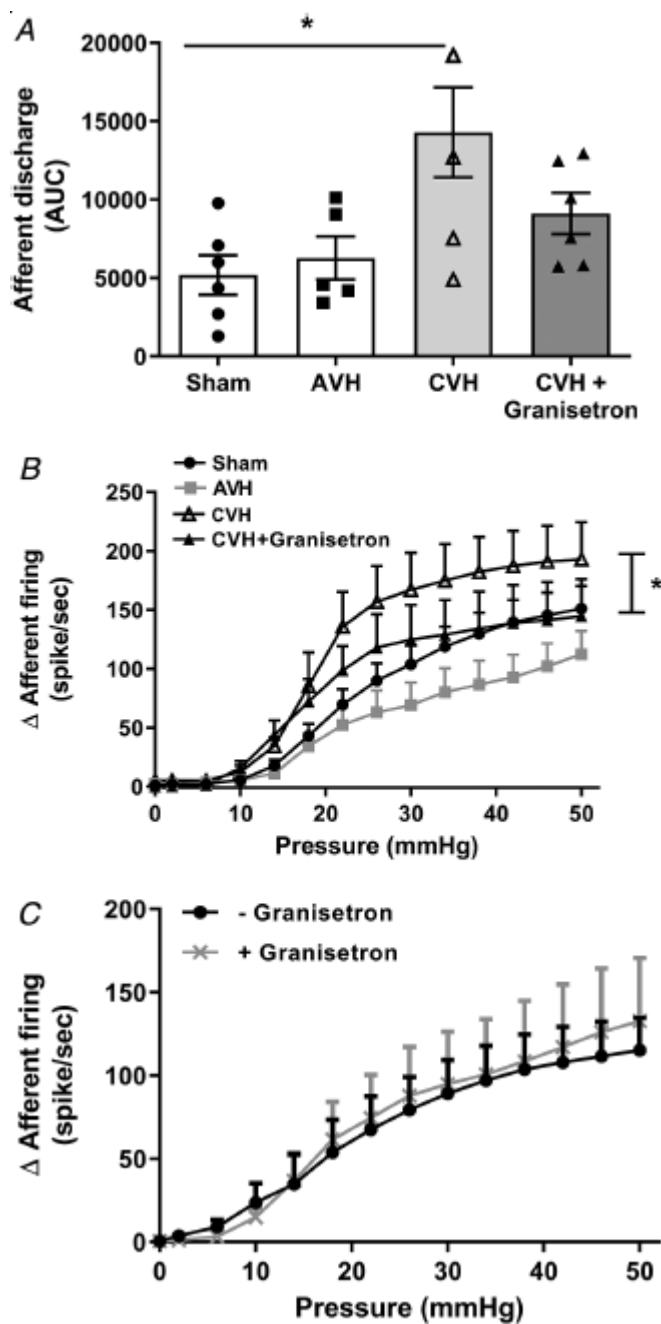 A
*
20000
15000
10000
5000
0
Afferent discharge
(AUC)
Sham
AVH
CVH
CVH +
Granisetron
B
Sham
AVH
CVH
CVH+Granisetron
250
200
150
100
50
0
Δ Afferent firing
(spike/sec)
*
0 10 20 30 40 50
Pressure (mmHg)
C
- Granisetron
+ Granisetron
200
150
100
50
0
Δ Afferent firing
(spike/sec)
0 10 20 30 40 50
Pressure (mmHg)